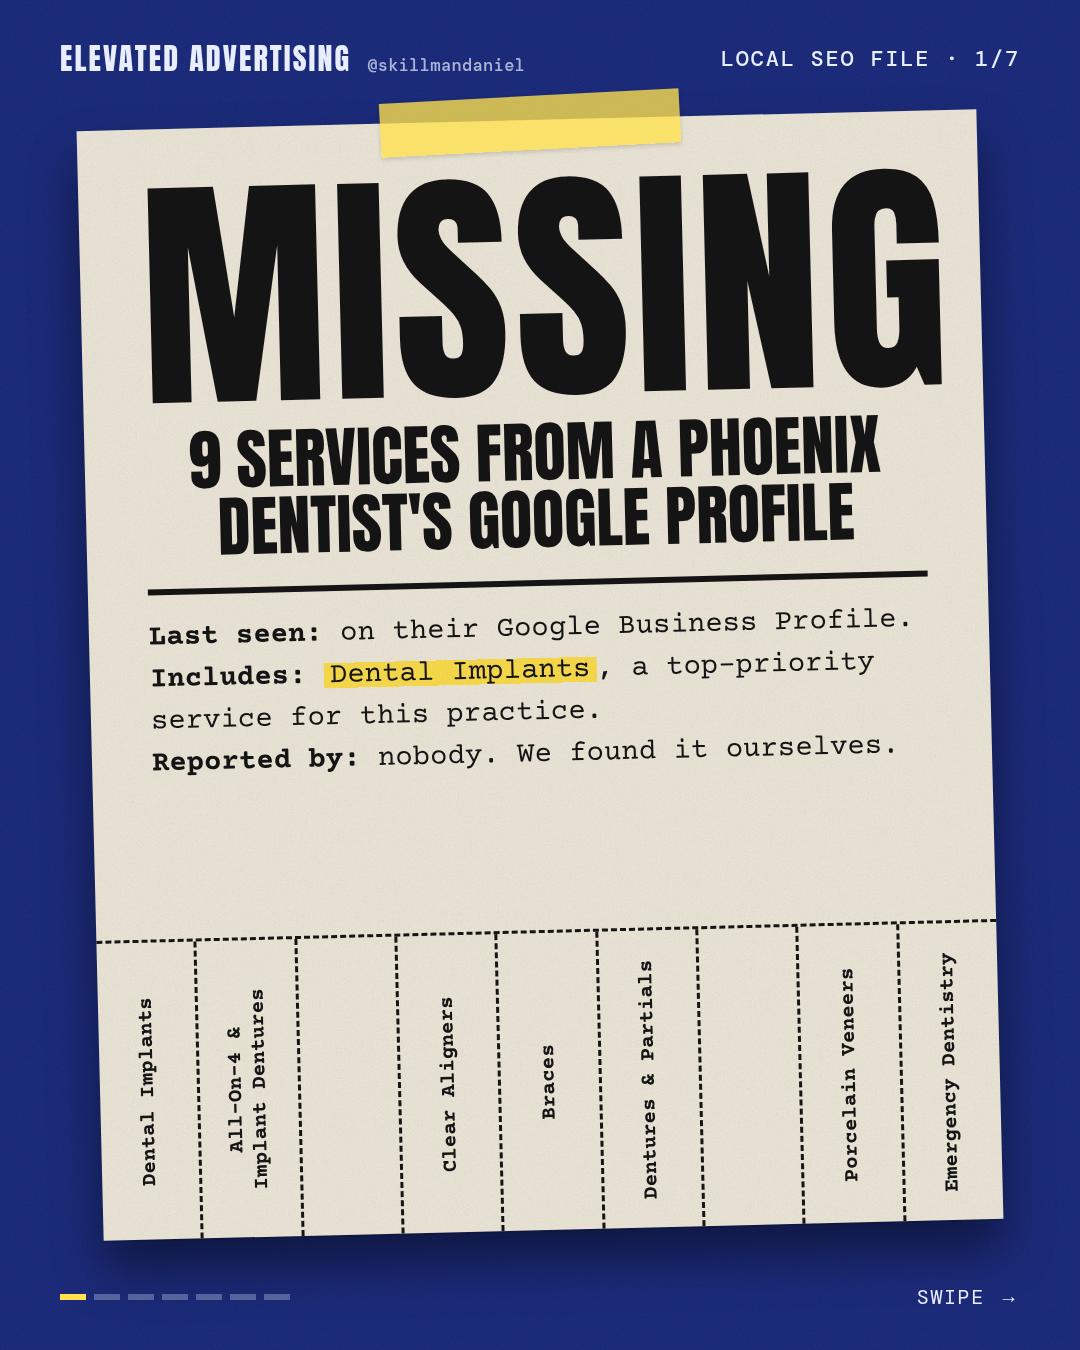 ELEVATED ADVERTISING @skillmandaniel
LOCAL SEO FILE · 1/7
MISSING
9 SERVICES FROM A PHOENIX
DENTIST'S GOOGLE PROFILE
Last seen: on their Google Business Profile.
Includes: Dental Implants, a top-priority
service for this practice.
Reported by: nobody. We found it ourselves.
Dental Implants
All-On-4 &
Implant Dentures
Clear Aligners
Braces
Dentures & Partials
Porcelain Veneers
Emergency Dentistry
SWIPE →